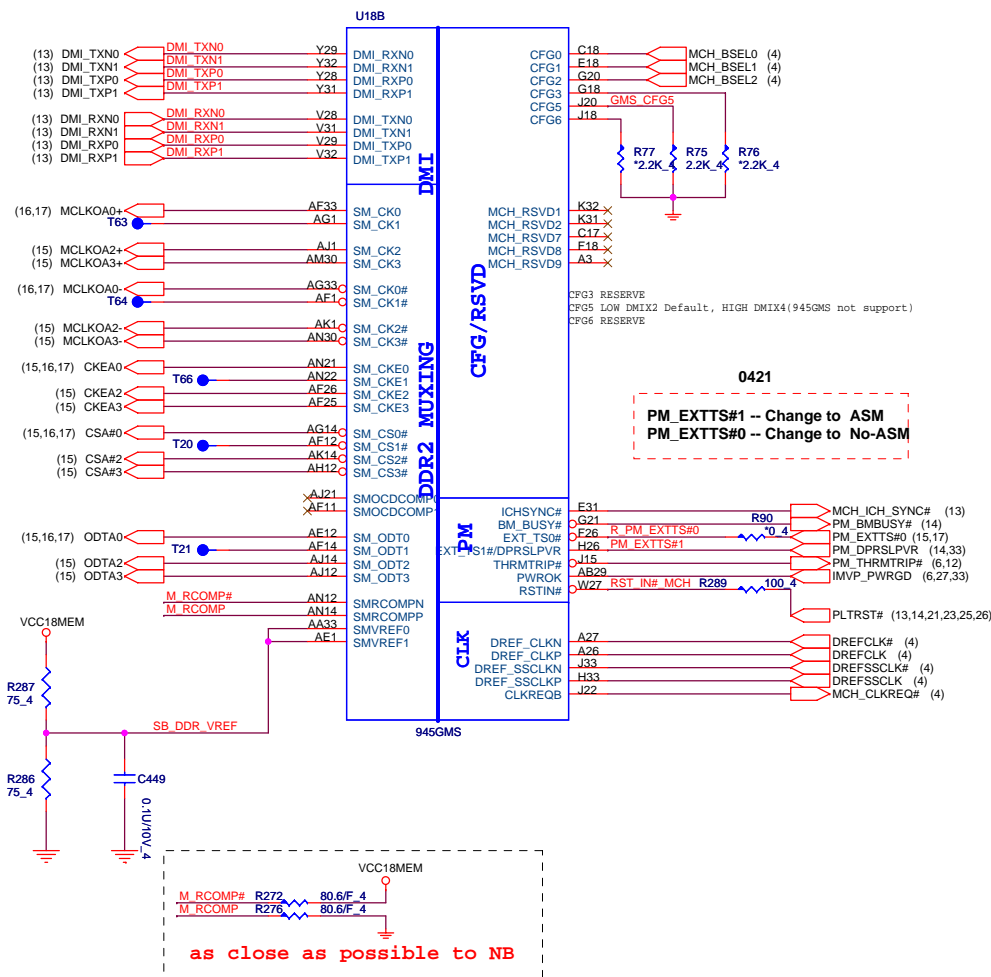 U18B
(13) DMI_TXN0 DMI_TXN0 Y29 DMI_RXN0
(13) DMI_TXN1 DMI_TXN1 Y32 DMI_RXN1
(13) DMI_TXP0 DMI_TXP0 Y28 DMI_RXP0
(13) DMI_TXP1 DMI_TXP1 Y31 DMI_RXP1
(13) DMI_RXN0 DMI_RXN0 V28 DMI_TXN0
(13) DMI_RXN1 DMI_RXN1 V31 DMI_TXN1
(13) DMI_RXP0 DMI_RXP0 V29 DMI_TXP0
(13) DMI_RXP1 DMI_RXP1 V32 DMI_TXP1
DMI
(16,17) MCLKOA0+ AF33 SM_CK0
T63 AG1 SM_CK1
(15) MCLKOA2+ AJ1 SM_CK2
(15) MCLKOA3+ AM30 SM_CK3
(16,17) MCLKOA0- AG33 SM_CK0#
T64 AF1 SM_CK1#
(15) MCLKOA2- AK1 SM_CK2#
(15) MCLKOA3- AN30 SM_CK3#
(15,16,17) CKEA0 AN21 SM_CKE0
T66 AN22 SM_CKE1
(15) CKEA2 AF26 SM_CKE2
(15) CKEA3 AF25 SM_CKE3
(15,16,17) CSA#0 AG14 SM_CS0#
T20 AF12 SM_CS1#
(15) CSA#2 AK14 SM_CS2#
(15) CSA#3 AH12 SM_CS3#
DDR2 MUXING
AJ21 SMOCDCOMP0
AF11 SMOCDCOMP1
(15,16,17) ODTA0 AE12 SM_ODT0
T21 AF14 SM_ODT1
(15) ODTA2 AJ14 SM_ODT2
(15) ODTA3 AJ12 SM_ODT3
M_RCOMP# AN12 SMRCOMPN
M_RCOMP AN14 SMRCOMPP
AA33 SMVREF0
AE1 SMVREF1
VCC18MEM
R287
75_4
SB_DDR_VREF
R286
75_4
C449
0.1U/10V_4
945GMS
CFG0 C18 MCH_BSEL0 (4)
CFG1 E18 MCH_BSEL1 (4)
CFG2 G20 MCH_BSEL2 (4)
CFG3 G18
CFG5 J20 GMS_CFG5
CFG6 J18
R77
*2.2K_4
R75
2.2K_4
R76
*2.2K_4
MCH_RSVD1 K32
MCH_RSVD2 K31
MCH_RSVD7 C17
MCH_RSVD8 F18
MCH_RSVD9 A3
CFG/RSVD
CFG3 RESERVE
CFG5 LOW DMIX2 Default, HIGH DMIX4(945GMS not support)
CFG6 RESERVE
0421
PM_EXTTS#1 -- Change to ASM
PM_EXTTS#0 -- Change to No-ASM
PM
ICHSYNC# E31 MCH_ICH_SYNC# (13)
BM_BUSY# G21 PM_BMBUSY# (14)
EXT_TS0# F26 R_PM_EXTTS#0 R90 *0_4 PM_EXTTS#0 (15,17)
EXT_TS1#/DPRSLPVR H26 PM_EXTTS#1 PM_DPRSLPVR (14,33)
THRMTRIP# J15 PM_THRMTRIP# (6,12)
PWROK AB29 IMVP_PWRGD (6,27,33)
RSTIN# W27 RST_IN#_MCH R289 100_4
PLTRST# (13,14,21,23,25,26)
CLK
DREF_CLKN A27 DREFCLK# (4)
DREF_CLKP A26 DREFCLK (4)
DREF_SSCLKN J33 DREFSSCLK# (4)
DREF_SSCLKP H33 DREFSSCLK (4)
CLKREQB J22 MCH_CLKREQ# (4)
VCC18MEM
M_RCOMP# R272 80.6/F_4
M_RCOMP R276 80.6/F_4
as close as possible to NB